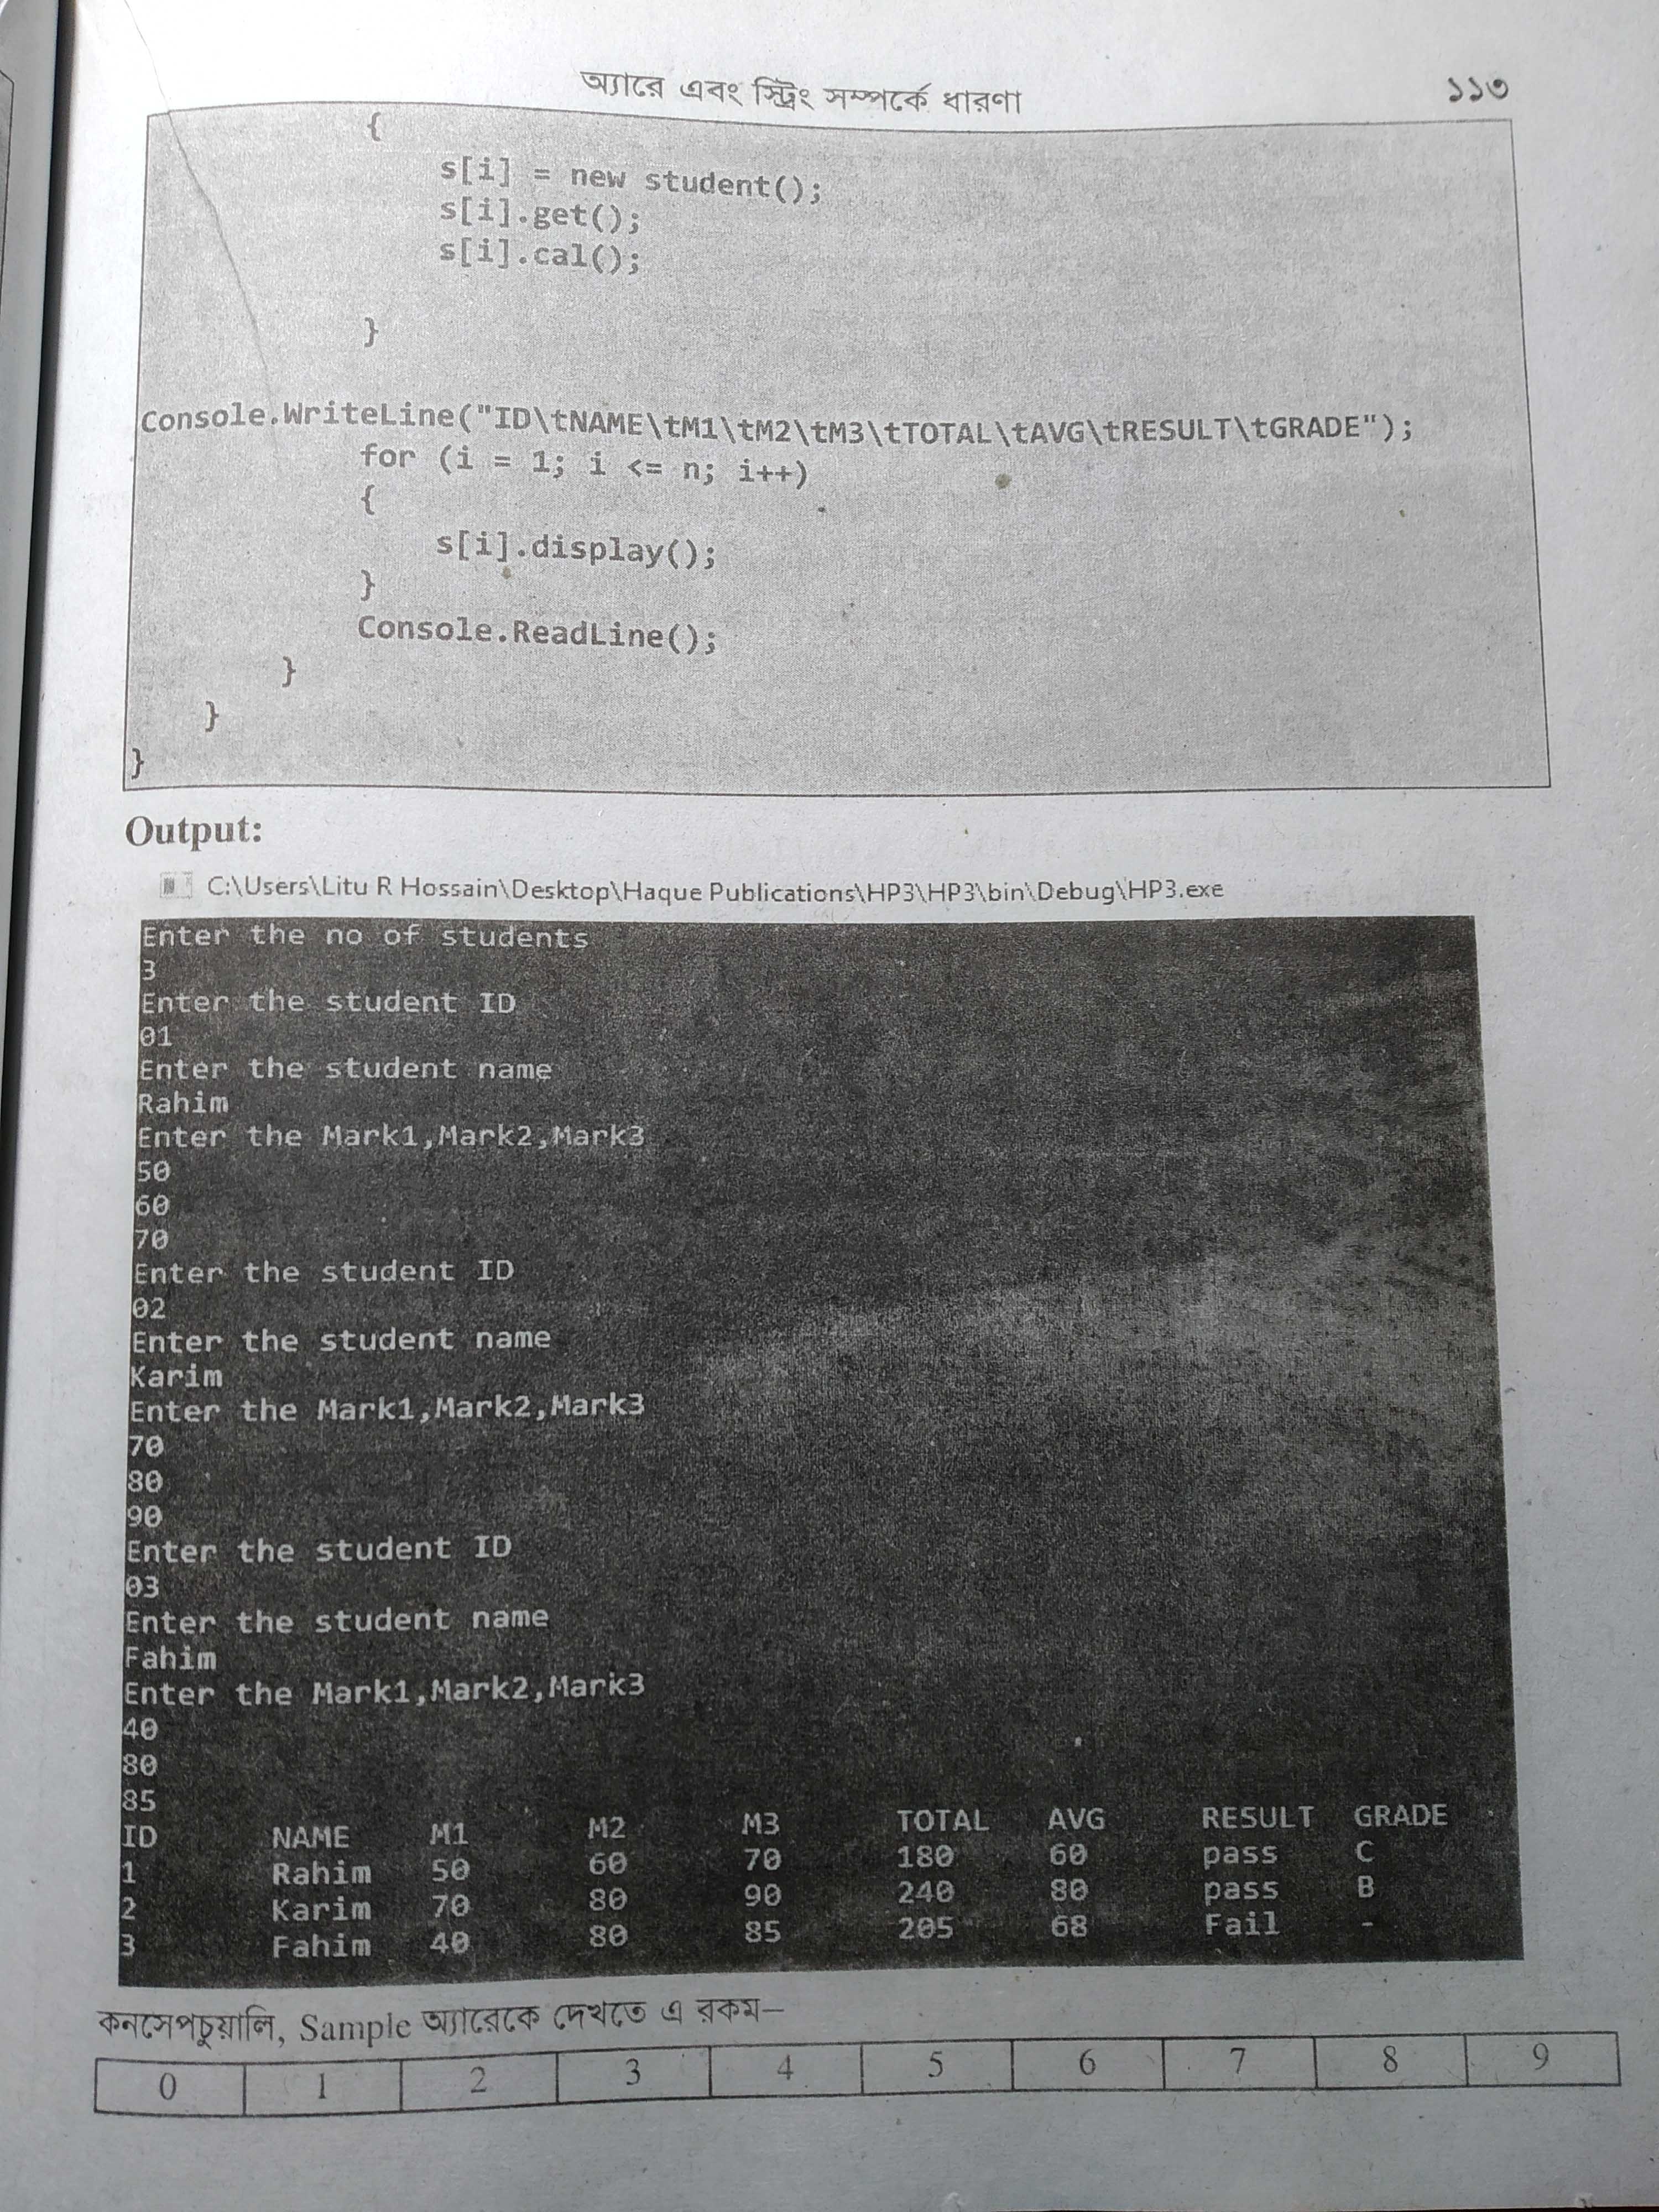 অ্যারে এবং স্ট্রিং সম্পর্কে ধারণা ১১৩
{
s[i] = new student();
s[i].get();
s[i].cal();
}
Console.WriteLine("ID\tNAME\tM1\tM2\tM3\tTOTAL\tAVG\tRESULT\tGRADE");
for (i = 1; i <= n; i++)
{
s[i].display();
}
Console.ReadLine();
}
}
}
Output:
C:\Users\Litu R Hossain\Desktop\Haque Publications\HP3\HP3\bin\Debug\HP3.exe
Enter the no of students
3
Enter the student ID
01
Enter the student name
Rahim
Enter the Mark1,Mark2,Mark3
50
60
70
Enter the student ID
02
Enter the student name
Karim
Enter the Mark1,Mark2,Mark3
70
80
90
Enter the student ID
03
Enter the student name
Fahim
Enter the Mark1,Mark2,Mark3
40
80
85
ID NAME M1 M2 M3 TOTAL AVG RESULT GRADE
1 Rahim 50 60 70 180 60 pass C
2 Karim 70 80 90 240 80 pass B
3 Fahim 40 80 85 205 68 Fail -
কনসেপচুয়ালি, Sample অ্যারেকে দেখতে এ রকম–
0 1 2 3 4 5 6 7 8 9